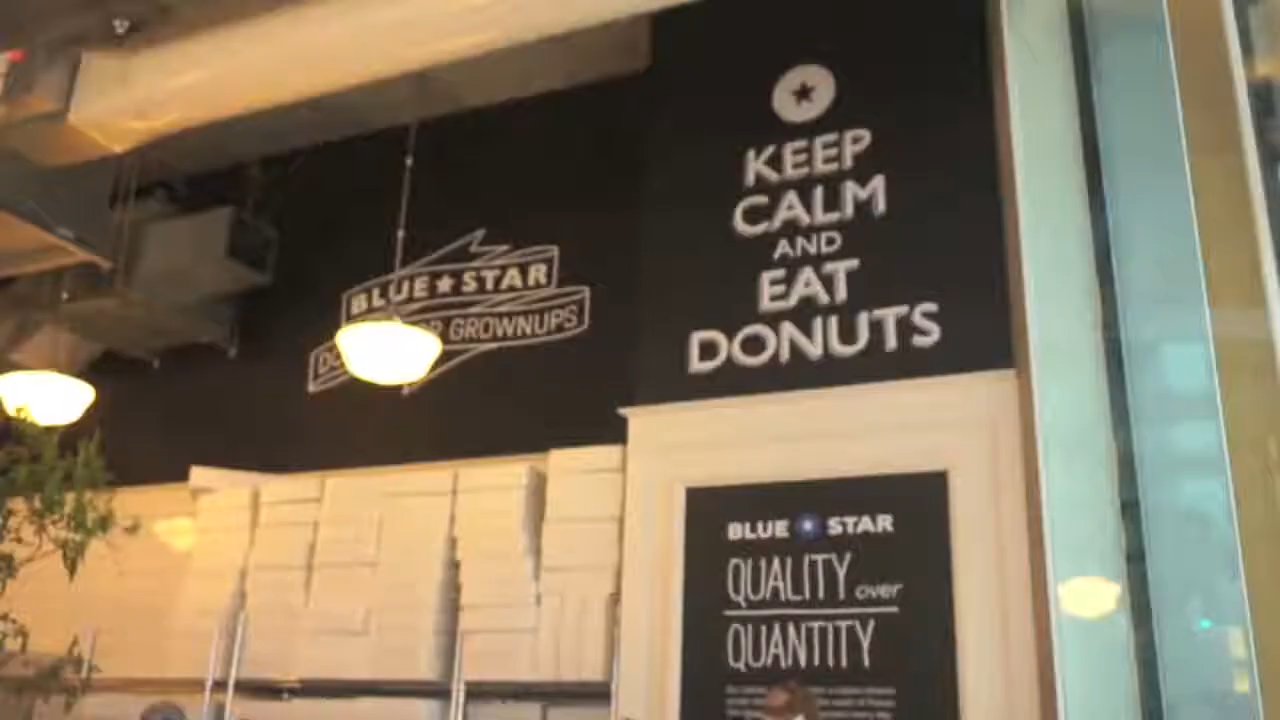 BLUE★STAR
GROWNUPS
KEEP
CALM
AND
EAT
DONUTS
BLUE STAR
QUALITY over
QUANTITY